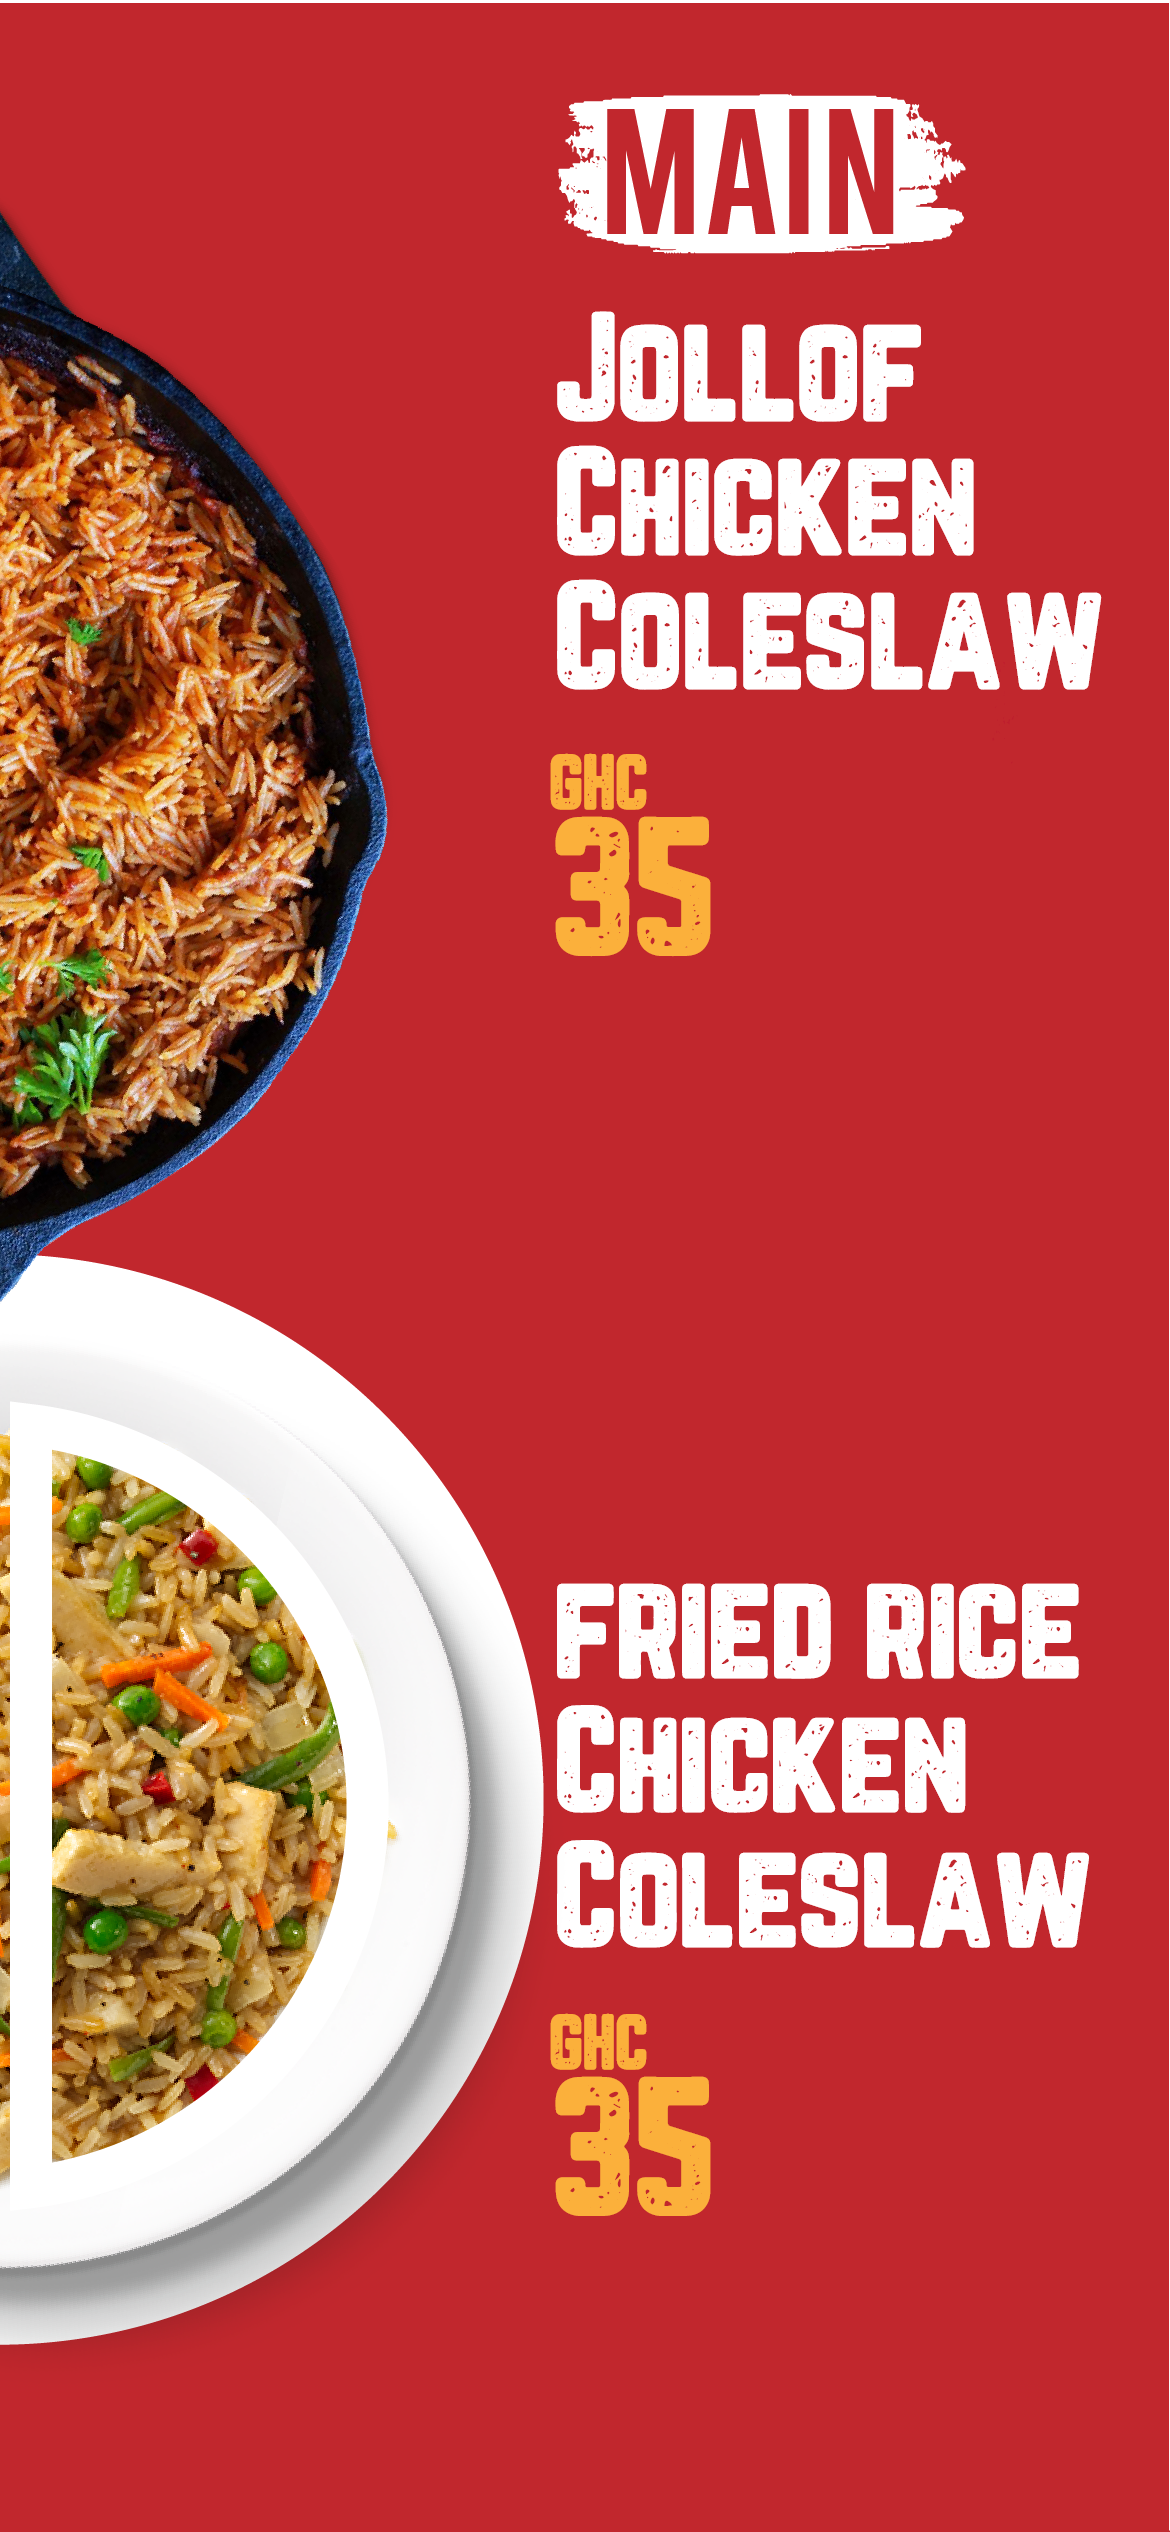 MAIN
JOLLOF
CHICKEN
COLESLAW
GHC
35
FRIED RICE
CHICKEN
COLESLAW
GHC
35